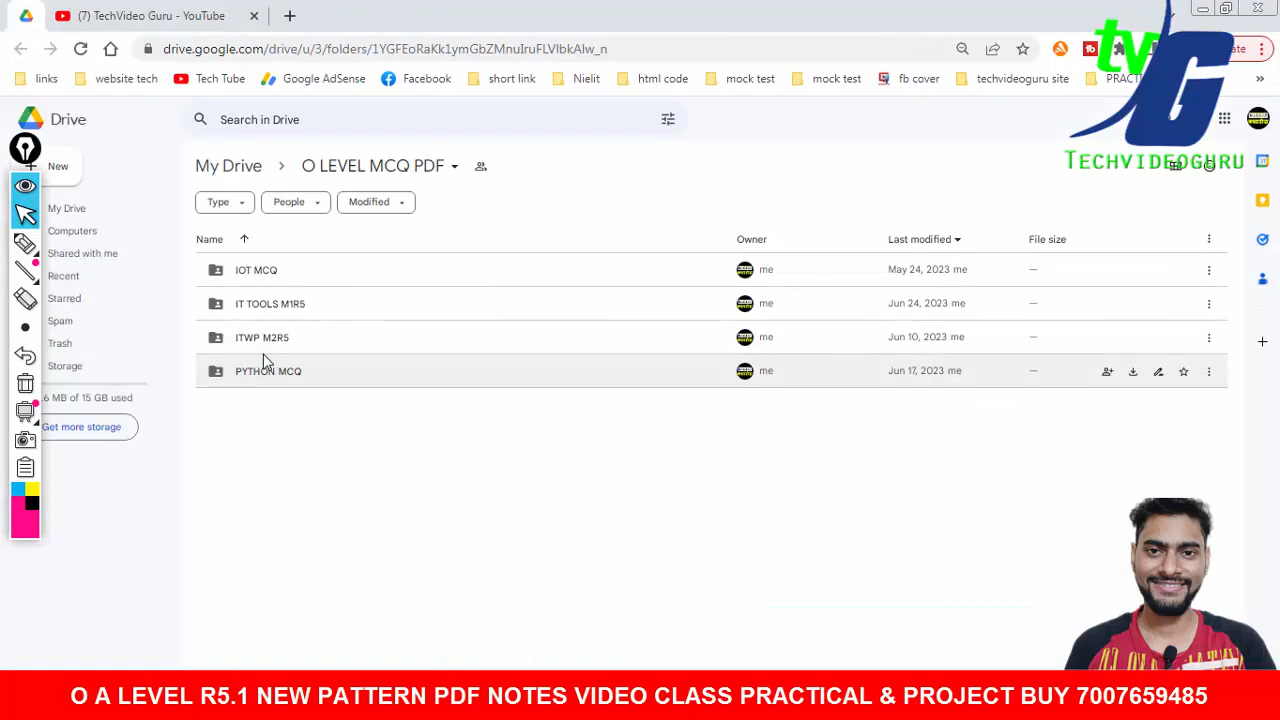 (7) TechVideo Guru - YouTube
drive.google.com/drive/u/3/folders/1YGFEoRaKk1ymGbZMnuIruFLVIbkAlw_n
links website tech Tech Tube Google AdSense Facebook short link Nielit html code mock test mock test fb cover techvideoguru site
TECHVIDEOGURU
Drive
Search in Drive
New
My Drive
Computers
Shared with me
Recent
Starred
Spam
Trash
Storage
.6 MB of 15 GB used
Get more storage
My Drive > O LEVEL MCQ PDF
Type People Modified
Name Owner Last modified File size
IOT MCQ me May 24, 2023 me —
IT TOOLS M1R5 me Jun 24, 2023 me —
ITWP M2R5 me Jun 10, 2023 me —
PYTHON MCQ me Jun 17, 2023 me —
O A LEVEL R5.1 NEW PATTERN PDF NOTES VIDEO CLASS PRACTICAL & PROJECT BUY 7007659485